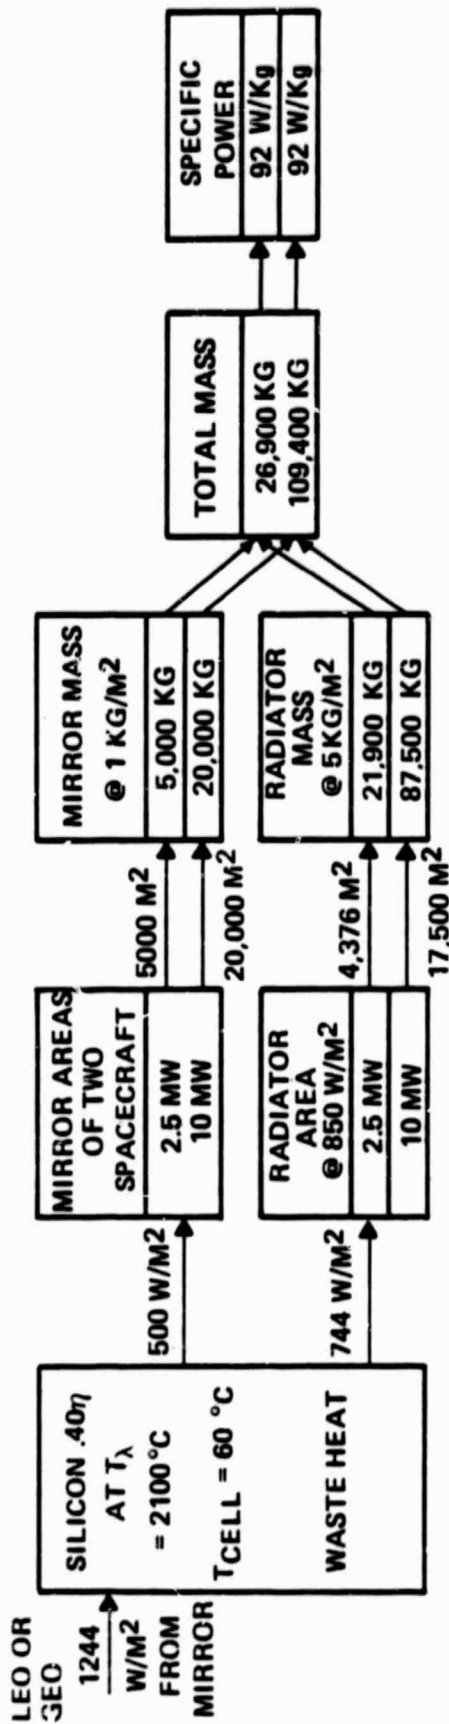 LEO OR
GEO
1244
W/M²
FROM
MIRROR
SILICON .40η
AT Tλ
= 2100°C
TCELL = 60 °C
WASTE HEAT
500 W/M²
744 W/M²
MIRROR AREAS
OF TWO
SPACECRAFT
2.5 MW
10 MW
RADIATOR
AREA
@ 850 W/M²
2.5 MW
10 MW
5000 M²
20,000 M²
4,376 M²
17,500 M²
MIRROR MASS
@ 1 KG/M²
5,000 KG
20,000 KG
RADIATOR
MASS
@ 5 KG/M²
21,900 KG
87,500 KG
TOTAL MASS
26,900 KG
109,400 KG
SPECIFIC
POWER
92 W/Kg
92 W/Kg